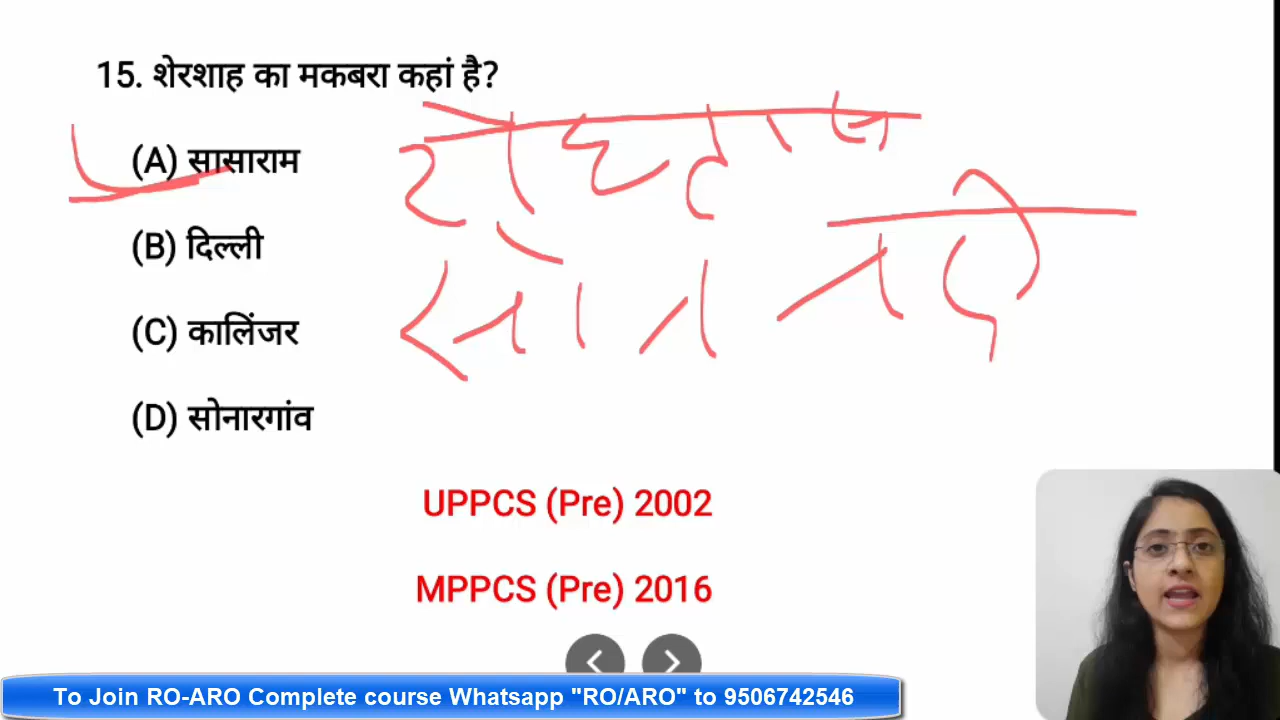 15. शेरशाह का मकबरा कहां है?
(A) सासाराम
रोहतास
(B) दिल्ली
सोन नदी
(C) कालिंजर
(D) सोनारगांव
UPPCS (Pre) 2002
MPPCS (Pre) 2016
To Join RO-ARO Complete course Whatsapp "RO/ARO" to 9506742546